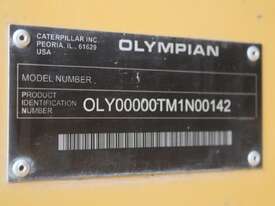 CATERPILLAR INC.
PEORIA, IL. 61629
USA
OLYMPIAN
MODEL NUMBER
PRODUCT
IDENTIFICATION
NUMBER
OLY00000TM1N00142